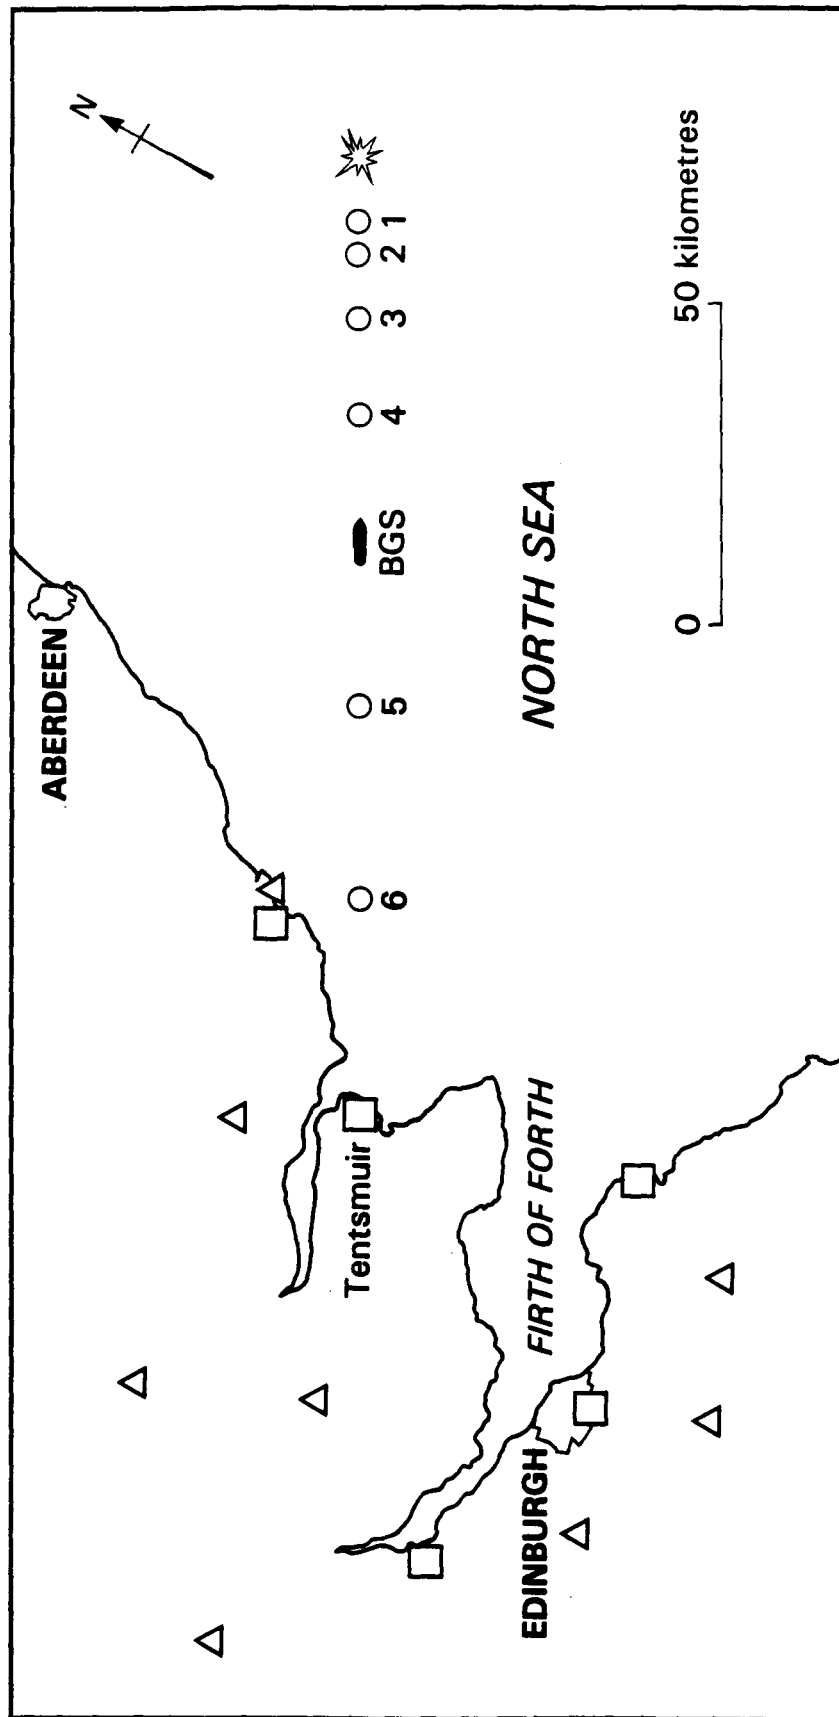 N
ABERDEEN
1
2
3
4
BGS
5
6
NORTH SEA
50 kilometres
0
Tentsmuir
FIRTH OF FORTH
EDINBURGH